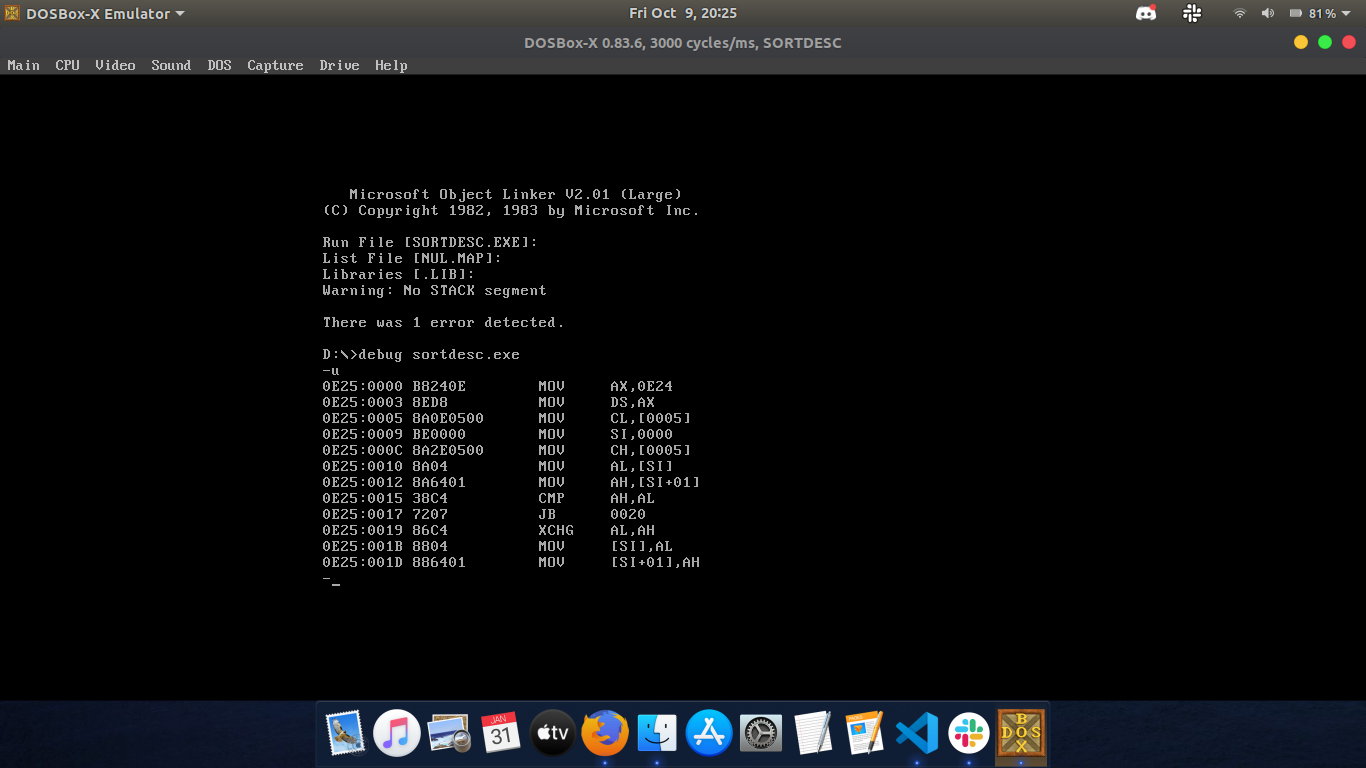 DOSBox-X Emulator
Fri Oct 9, 20:25
81%
DOSBox-X 0.83.6, 3000 cycles/ms, SORTDESC
Main CPU Video Sound DOS Capture Drive Help
Microsoft Object Linker V2.01 (Large)
(C) Copyright 1982, 1983 by Microsoft Inc.
Run File [SORTDESC.EXE]:
List File [NUL.MAP]:
Libraries [.LIB]:
Warning: No STACK segment
There was 1 error detected.
D:\>debug sortdesc.exe
-u
0E25:0000 B8240E MOV AX,0E24
0E25:0003 8ED8 MOV DS,AX
0E25:0005 8A0E0500 MOV CL,[0005]
0E25:0009 BE0000 MOV SI,0000
0E25:000C 8A2E0500 MOV CH,[0005]
0E25:0010 8A04 MOV AL,[SI]
0E25:0012 8A6401 MOV AH,[SI+01]
0E25:0015 38C4 CMP AH,AL
0E25:0017 7207 JB 0020
0E25:0019 86C4 XCHG AL,AH
0E25:001B 8804 MOV [SI],AL
0E25:001D 886401 MOV [SI+01],AH
-_
JAN
31
tv
PAGES
BOX
DOS